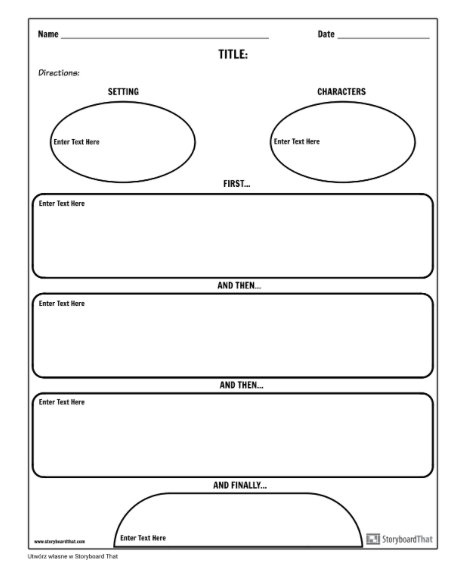 Name Date
TITLE:
Directions:
SETTING CHARACTERS
Enter Text Here Enter Text Here
FIRST...
Enter Text Here
AND THEN...
Enter Text Here
AND THEN...
Enter Text Here
AND FINALLY...
Enter Text Here
www.storyboardthat.com StoryboardThat
Utwórz własne w Storyboard That